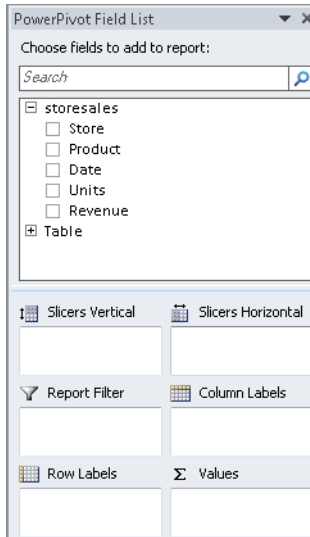 PowerPivot Field List
Choose fields to add to report:
Search
storesales
Store
Product
Date
Units
Revenue
Table
Slicers Vertical
Slicers Horizontal
Report Filter
Column Labels
Row Labels
Σ Values